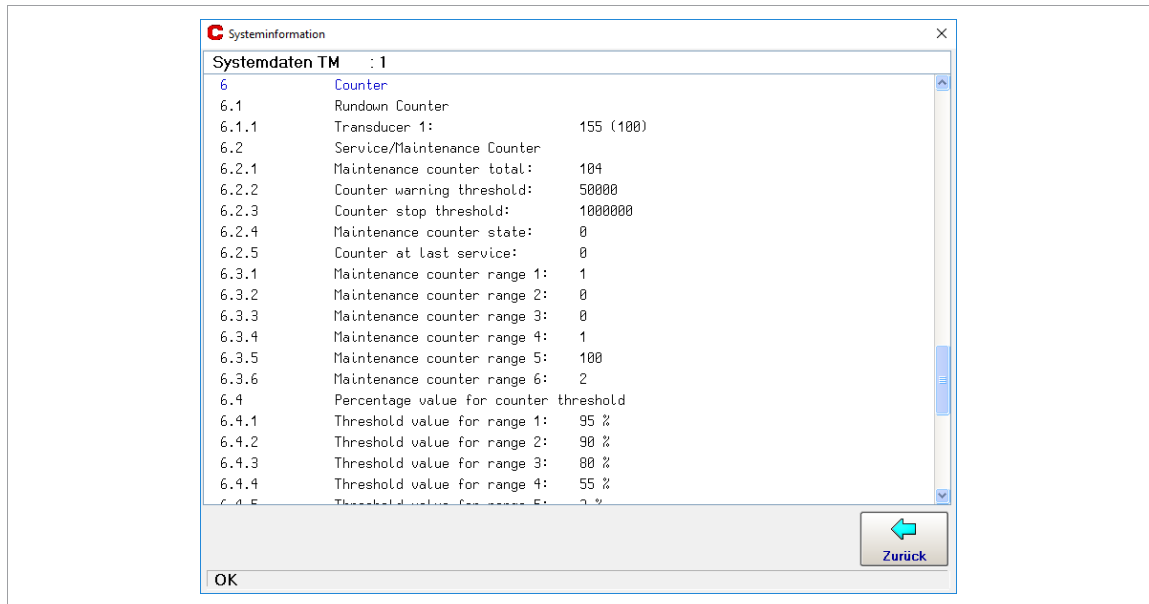 C Systeminformation
Systemdaten TM : 1
6 Counter
6.1 Rundown Counter
6.1.1 Transducer 1: 155 (100)
6.2 Service/Maintenance Counter
6.2.1 Maintenance counter total: 104
6.2.2 Counter warning threshold: 50000
6.2.3 Counter stop threshold: 1000000
6.2.4 Maintenance counter state: 0
6.2.5 Counter at last service: 0
6.3.1 Maintenance counter range 1: 1
6.3.2 Maintenance counter range 2: 0
6.3.3 Maintenance counter range 3: 0
6.3.4 Maintenance counter range 4: 1
6.3.5 Maintenance counter range 5: 100
6.3.6 Maintenance counter range 6: 2
6.4 Percentage value for counter threshold
6.4.1 Threshold value for range 1: 95 %
6.4.2 Threshold value for range 2: 90 %
6.4.3 Threshold value for range 3: 80 %
6.4.4 Threshold value for range 4: 55 %
Threshold value for range 5:
Zurück
OK